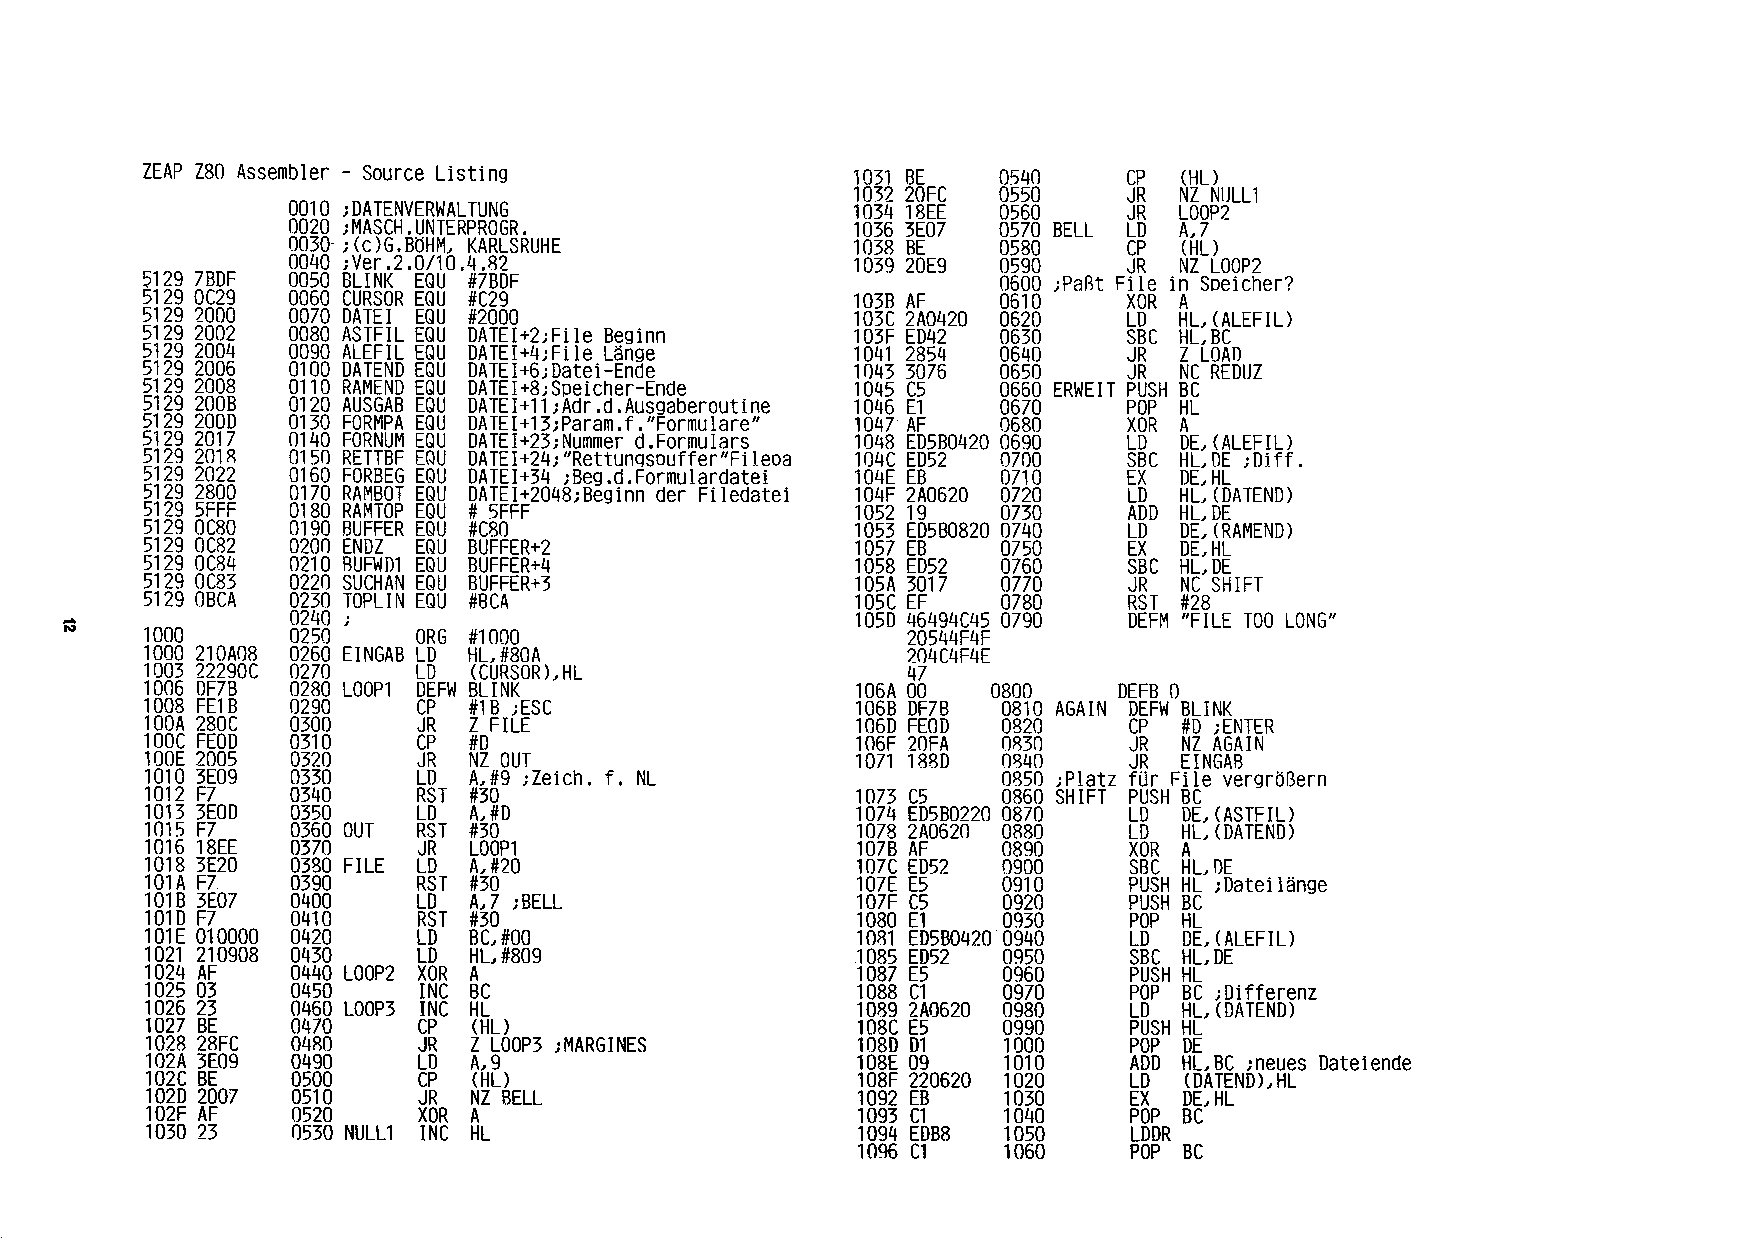 ZEAP Z80 Assembler - Source Listing
0010 ;DATENVERWALTUNG
0020 ;MASCH.UNTERPROGR.
0030 ;(c)G.BÖHM, KARLSRUHE
0040 ;Ver.2.0/10.4.82
5129 7BDF 0050 BLINK EQU #7BDF
5129 0C29 0060 CURSOR EQU #C29
5129 2000 0070 DATEI EQU #2000
5129 2002 0080 ASTFIL EQU DATEI+2;File Beginn
5129 2004 0090 ALEFIL EQU DATEI+4;File Länge
5129 2006 0100 DATEND EQU DATEI+6;Datei-Ende
5129 2008 0110 RAMEND EQU DATEI+8;Speicher-Ende
5129 200B 0120 AUSGAB EQU DATEI+11;Adr.d.Ausgaberoutine
5129 200D 0130 FORMPA EQU DATEI+13;Param.f."Formulare"
5129 2017 0140 FORNUM EQU DATEI+23;Nummer d.Formulars
5129 2018 0150 RETTBF EQU DATEI+24;"Rettungspuffer"Filepa
5129 2022 0160 FORBEG EQU DATEI+34 ;Beg.d.Formulardatei
5129 2800 0170 RAMBOT EQU DATEI+2048;Beginn der Filedatei
5129 5FFF 0180 RAMTOP EQU # 5FFF
5129 0C80 0190 BUFFER EQU #C80
5129 0C82 0200 ENDZ EQU BUFFER+2
5129 0C84 0210 BUFWD1 EQU BUFFER+4
5129 0C83 0220 SUCHAN EQU BUFFER+3
5129 0BCA 0230 TOPLIN EQU #BCA
0240 ;
1000 0250 ORG #1000
1000 210A08 0260 EINGAB LD HL,#80A
1003 22290C 0270 LD (CURSOR),HL
1006 DF7B 0280 LOOP1 DEFW BLINK
1008 FE1B 0290 CP #1B ;ESC
100A 280C 0300 JR Z FILE
100C FE0D 0310 CP #D
100E 2005 0320 JR NZ OUT
1010 3E09 0330 LD A,#9 ;Zeich. f. NL
1012 F7 0340 RST #30
1013 3E0D 0350 LD A,#D
1015 F7 0360 OUT RST #30
1016 18EE 0370 JR LOOP1
1018 3E20 0380 FILE LD A,#20
101A F7 0390 RST #30
101B 3E07 0400 LD A,7 ;BELL
101D F7 0410 RST #30
101E 010000 0420 LD BC,#00
1021 210908 0430 LD HL,#809
1024 AF 0440 LOOP2 XOR A
1025 03 0450 INC BC
1026 23 0460 LOOP3 INC HL
1027 BE 0470 CP (HL)
1028 28FC 0480 JR Z LOOP3 ;MARGINES
102A 3E09 0490 LD A,9
102C BE 0500 CP (HL)
102D 2007 0510 JR NZ BELL
102F AF 0520 XOR A
1030 23 0530 NULL1 INC HL
1031 BE 0540 CP (HL)
1032 20FC 0550 JR NZ NULL1
1034 18EE 0560 JR LOOP2
1036 3E07 0570 BELL LD A,7
1038 BE 0580 CP (HL)
1039 20E9 0590 JR NZ LOOP2
0600 ;Paßt File in Speicher?
103B AF 0610 XOR A
103C 2A0420 0620 LD HL,(ALEFIL)
103F ED42 0630 SBC HL,BC
1041 2854 0640 JR Z LOAD
1043 3076 0650 JR NC REDUZ
1045 C5 0660 ERWEIT PUSH BC
1046 E1 0670 POP HL
1047 AF 0680 XOR A
1048 ED5B0420 0690 LD DE,(ALEFIL)
104C ED52 0700 SBC HL,DE ;Diff.
104E EB 0710 EX DE,HL
104F 2A0620 0720 LD HL,(DATEND)
1052 19 0730 ADD HL,DE
1053 ED5B0820 0740 LD DE,(RAMEND)
1057 EB 0750 EX DE,HL
1058 ED52 0760 SBC HL,DE
105A 3017 0770 JR NC SHIFT
105C EF 0780 RST #28
105D 46494C45 0790 DEFM "FILE TOO LONG"
20544F4F
204C4F4E
47
106A 00 0800 DEFB 0
106B DF7B 0810 AGAIN DEFW BLINK
106D FE0D 0820 CP #D ;ENTER
106F 20FA 0830 JR NZ AGAIN
1071 188D 0840 JR EINGAB
0850 ;Platz für File vergrößern
1073 C5 0860 SHIFT PUSH BC
1074 ED5B0220 0870 LD DE,(ASTFIL)
1078 2A0620 0880 LD HL,(DATEND)
107B AF 0890 XOR A
107C ED52 0900 SBC HL,DE
107E E5 0910 PUSH HL ;Dateilänge
107F C5 0920 PUSH BC
1080 E1 0930 POP HL
1081 ED5B0420 0940 LD DE,(ALEFIL)
1085 ED52 0950 SBC HL,DE
1087 E5 0960 PUSH HL
1088 C1 0970 POP BC ;Differenz
1089 2A0620 0980 LD HL,(DATEND)
108C E5 0990 PUSH HL
108D D1 1000 POP DE
108E 09 1010 ADD HL,BC ;neues Dateiende
108F 220620 1020 LD (DATEND),HL
1092 EB 1030 EX DE,HL
1093 C1 1040 POP BC
1094 EDB8 1050 LDDR
1096 C1 1060 POP BC
12